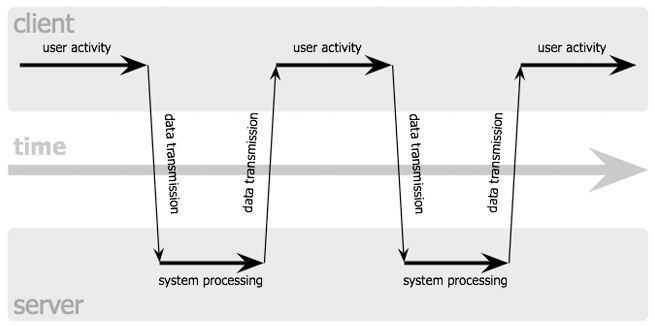 client
user activity
user activity
user activity
data transmission
data transmission
data transmission
data transmission
time
system processing
system processing
server